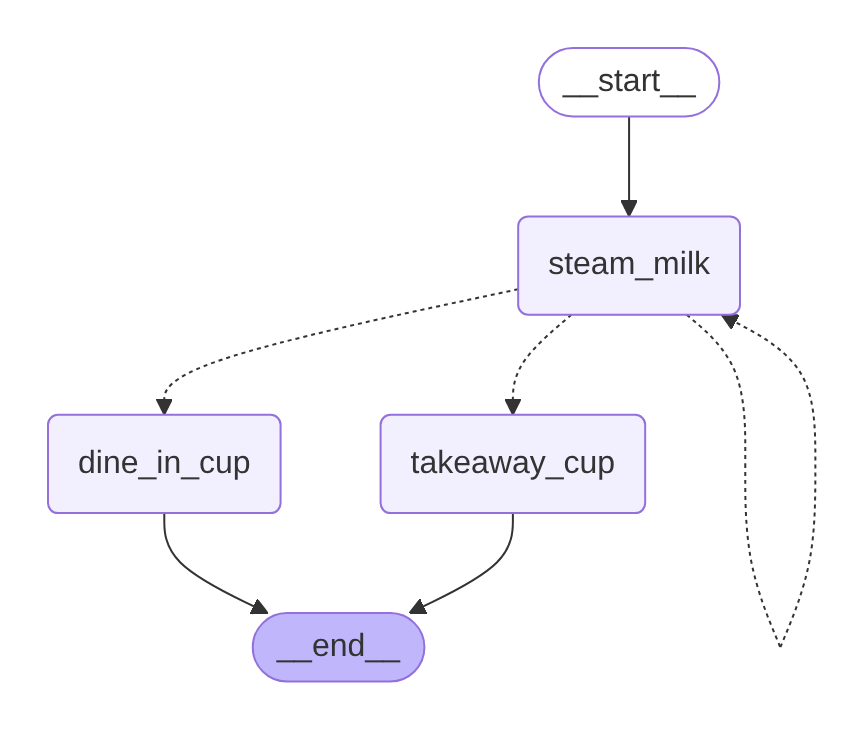 __start__
steam_milk
dine_in_cup
takeaway_cup
__end__